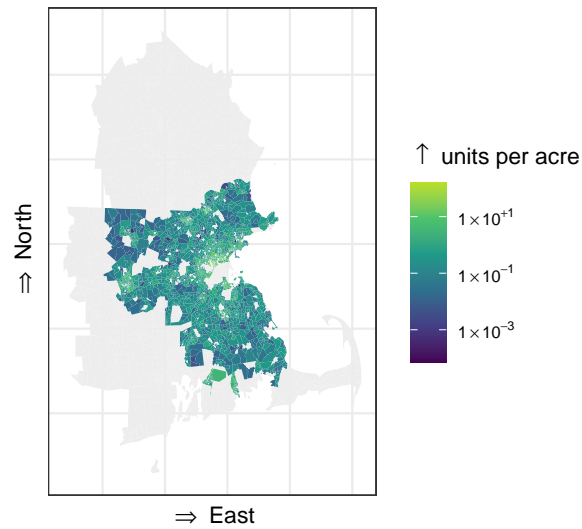 ⇒ North
⇒ East
↑ units per acre
1×10⁺¹
1×10⁻¹
1×10⁻³